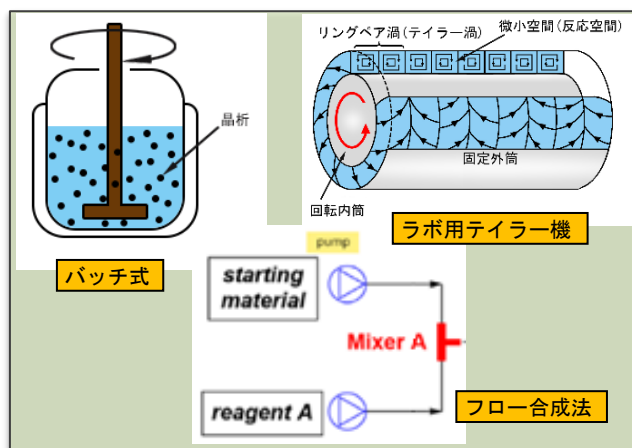 リングペア渦(テイラー渦)
微小空間(反応空間)
晶析
固定外筒
回転内筒
ラボ用テイラー機
バッチ式
pump
starting
material
Mixer A
reagent A
フロー合成法